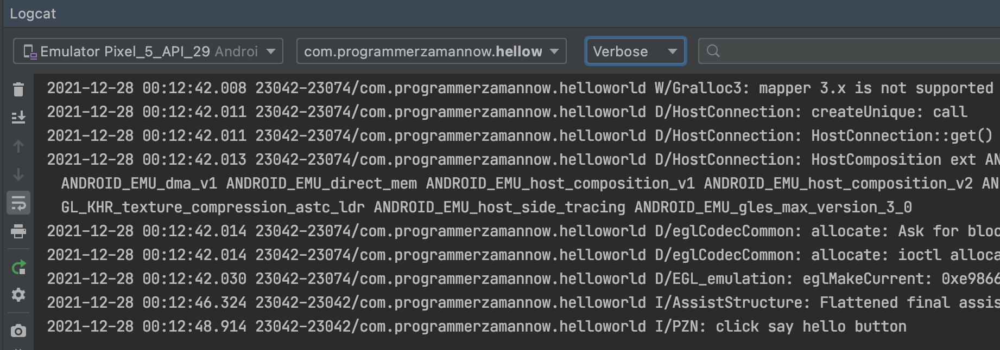 Logcat
Emulator Pixel_5_API_29 Androi com.programmerzamannow.hellow Verbose
2021-12-28 00:12:42.008 23042-23074/com.programmerzamannow.helloworld W/Gralloc3: mapper 3.x is not supported
2021-12-28 00:12:42.011 23042-23074/com.programmerzamannow.helloworld D/HostConnection: createUnique: call
2021-12-28 00:12:42.011 23042-23074/com.programmerzamannow.helloworld D/HostConnection: HostConnection::get()
2021-12-28 00:12:42.013 23042-23074/com.programmerzamannow.helloworld D/HostConnection: HostComposition ext AN
ANDROID_EMU_dma_v1 ANDROID_EMU_direct_mem ANDROID_EMU_host_composition_v1 ANDROID_EMU_host_composition_v2 AN
GL_KHR_texture_compression_astc_ldr ANDROID_EMU_host_side_tracing ANDROID_EMU_gles_max_version_3_0
2021-12-28 00:12:42.014 23042-23074/com.programmerzamannow.helloworld D/eglCodecCommon: allocate: Ask for bloc
2021-12-28 00:12:42.014 23042-23074/com.programmerzamannow.helloworld D/eglCodecCommon: allocate: ioctl alloca
2021-12-28 00:12:42.030 23042-23074/com.programmerzamannow.helloworld D/EGL_emulation: eglMakeCurrent: 0xe9866
2021-12-28 00:12:46.324 23042-23042/com.programmerzamannow.helloworld I/AssistStructure: Flattened final assis
2021-12-28 00:12:48.914 23042-23042/com.programmerzamannow.helloworld I/PZN: click say hello button